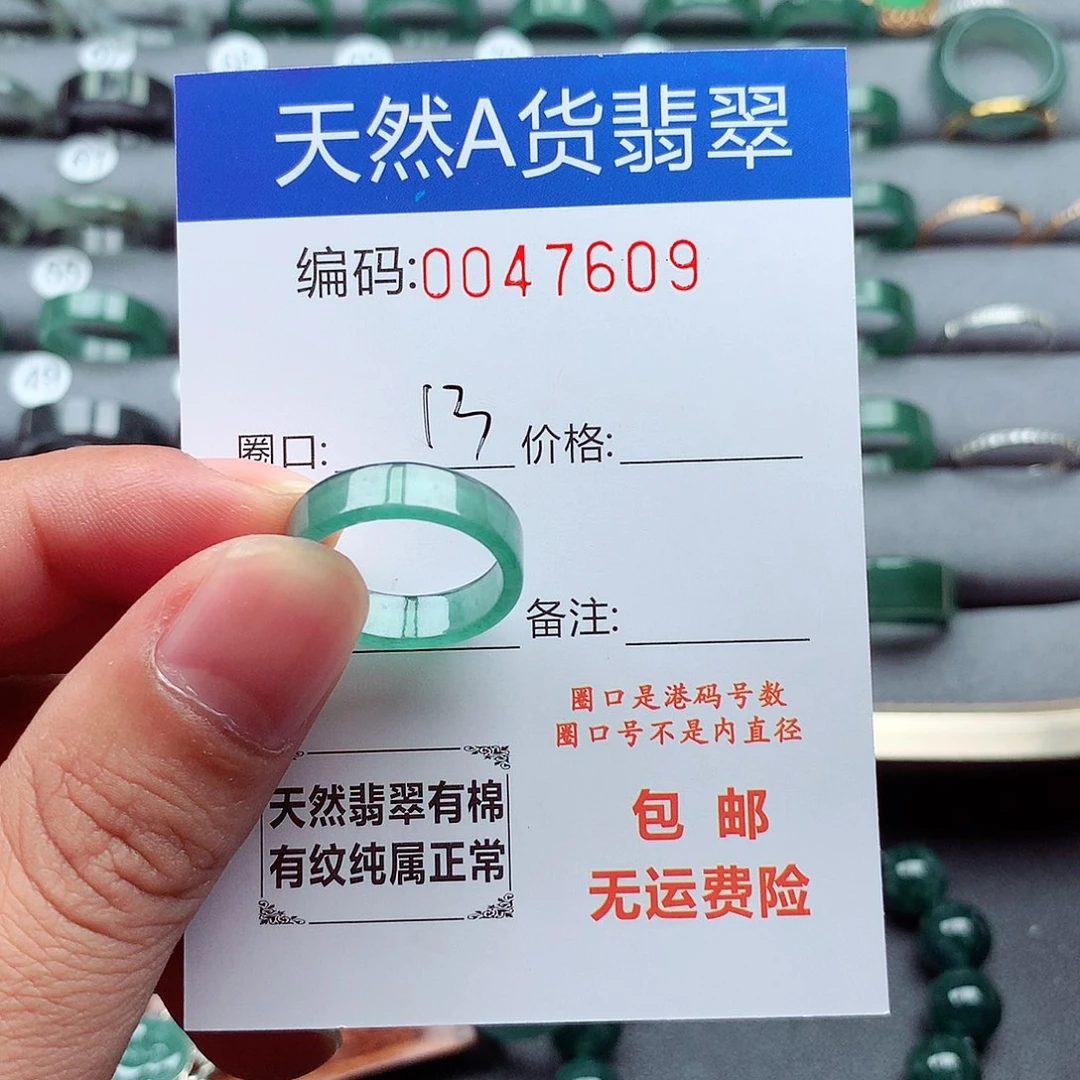 天然A货翡翠
编码:0047609
圈口: 13 价格:
备注:
圈口是港码号数
圈口号不是内直径
天然翡翠有棉
有纹纯属正常
包邮
无运费险